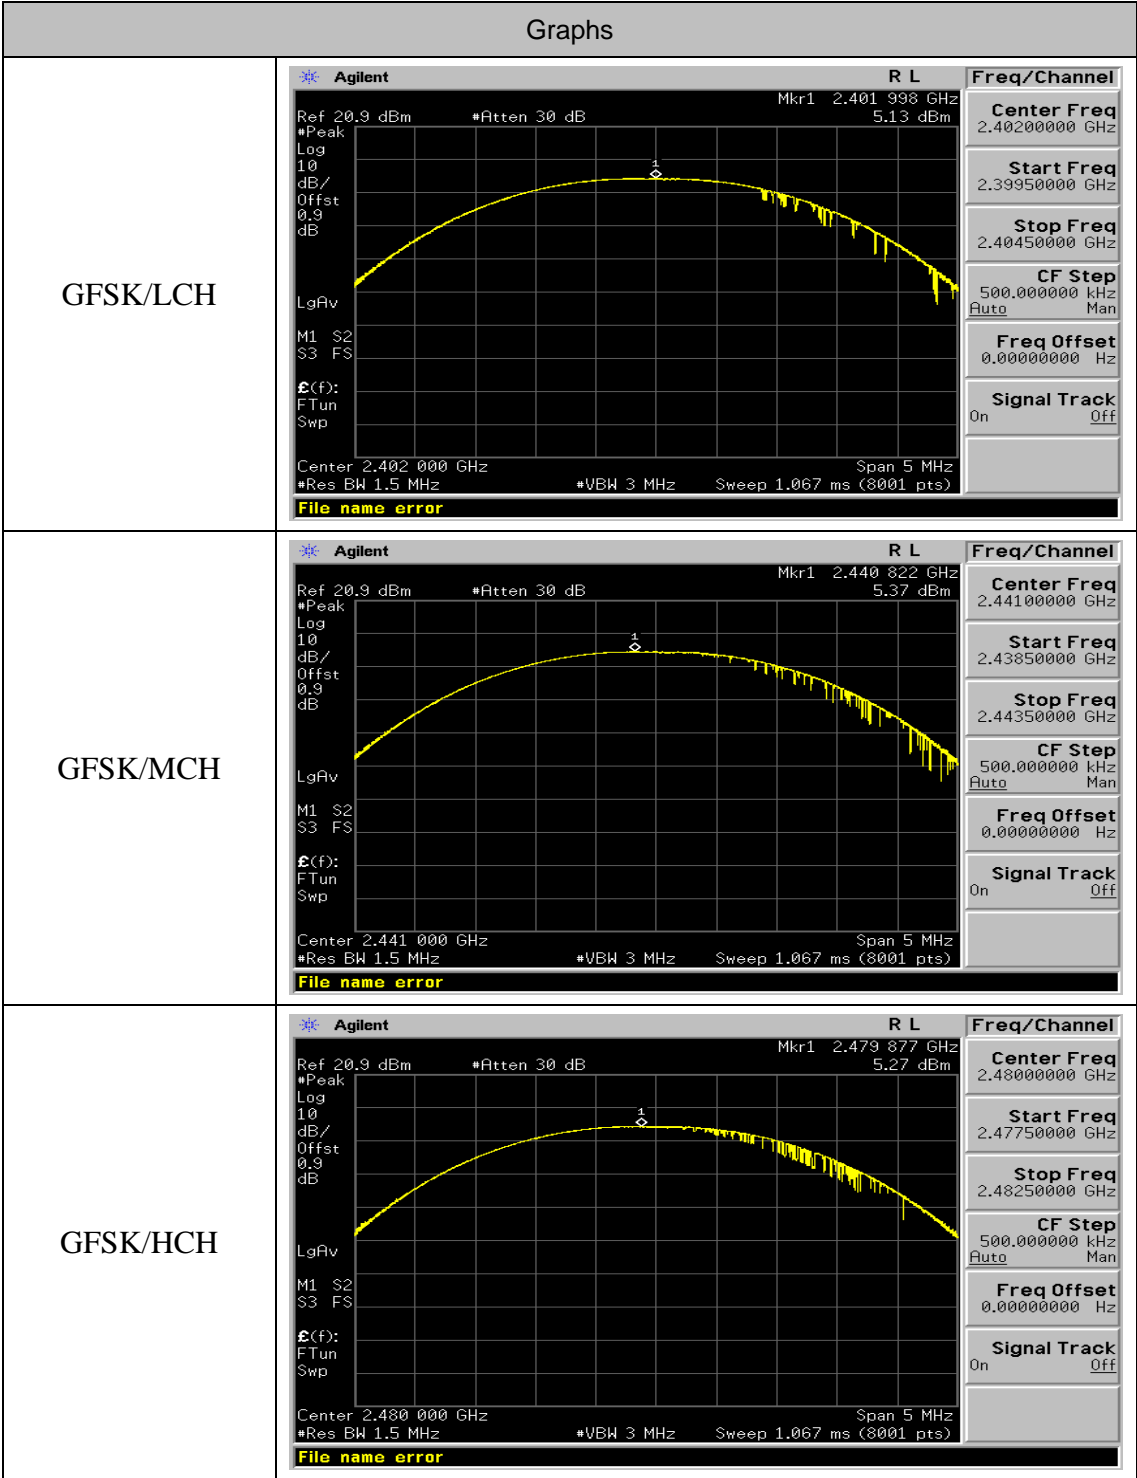 Graphs
GFSK/LCH
Agilent
R L
Freq/Channel
Mkr1 2.401 998 GHz
Ref 20.9 dBm #Atten 30 dB 5.13 dBm
#Peak
Log
10
dB/
Offst
0.9
dB
LgAv
M1 S2
S3 FS
£(f):
FTun
Swp
1
Center 2.402 000 GHz Span 5 MHz
#Res BW 1.5 MHz #VBW 3 MHz Sweep 1.067 ms (8001 pts)
File name error
Center Freq
2.40200000 GHz
Start Freq
2.39950000 GHz
Stop Freq
2.40450000 GHz
CF Step
500.000000 kHz
Auto Man
Freq Offset
0.00000000 Hz
Signal Track
On Off
GFSK/MCH
Agilent
R L
Freq/Channel
Mkr1 2.440 822 GHz
Ref 20.9 dBm #Atten 30 dB 5.37 dBm
#Peak
Log
10
dB/
Offst
0.9
dB
LgAv
M1 S2
S3 FS
£(f):
FTun
Swp
1
Center 2.441 000 GHz Span 5 MHz
#Res BW 1.5 MHz #VBW 3 MHz Sweep 1.067 ms (8001 pts)
File name error
Center Freq
2.44100000 GHz
Start Freq
2.43850000 GHz
Stop Freq
2.44350000 GHz
CF Step
500.000000 kHz
Auto Man
Freq Offset
0.00000000 Hz
Signal Track
On Off
GFSK/HCH
Agilent
R L
Freq/Channel
Mkr1 2.479 877 GHz
Ref 20.9 dBm #Atten 30 dB 5.27 dBm
#Peak
Log
10
dB/
Offst
0.9
dB
LgAv
M1 S2
S3 FS
£(f):
FTun
Swp
1
Center 2.480 000 GHz Span 5 MHz
#Res BW 1.5 MHz #VBW 3 MHz Sweep 1.067 ms (8001 pts)
File name error
Center Freq
2.48000000 GHz
Start Freq
2.47750000 GHz
Stop Freq
2.48250000 GHz
CF Step
500.000000 kHz
Auto Man
Freq Offset
0.00000000 Hz
Signal Track
On Off